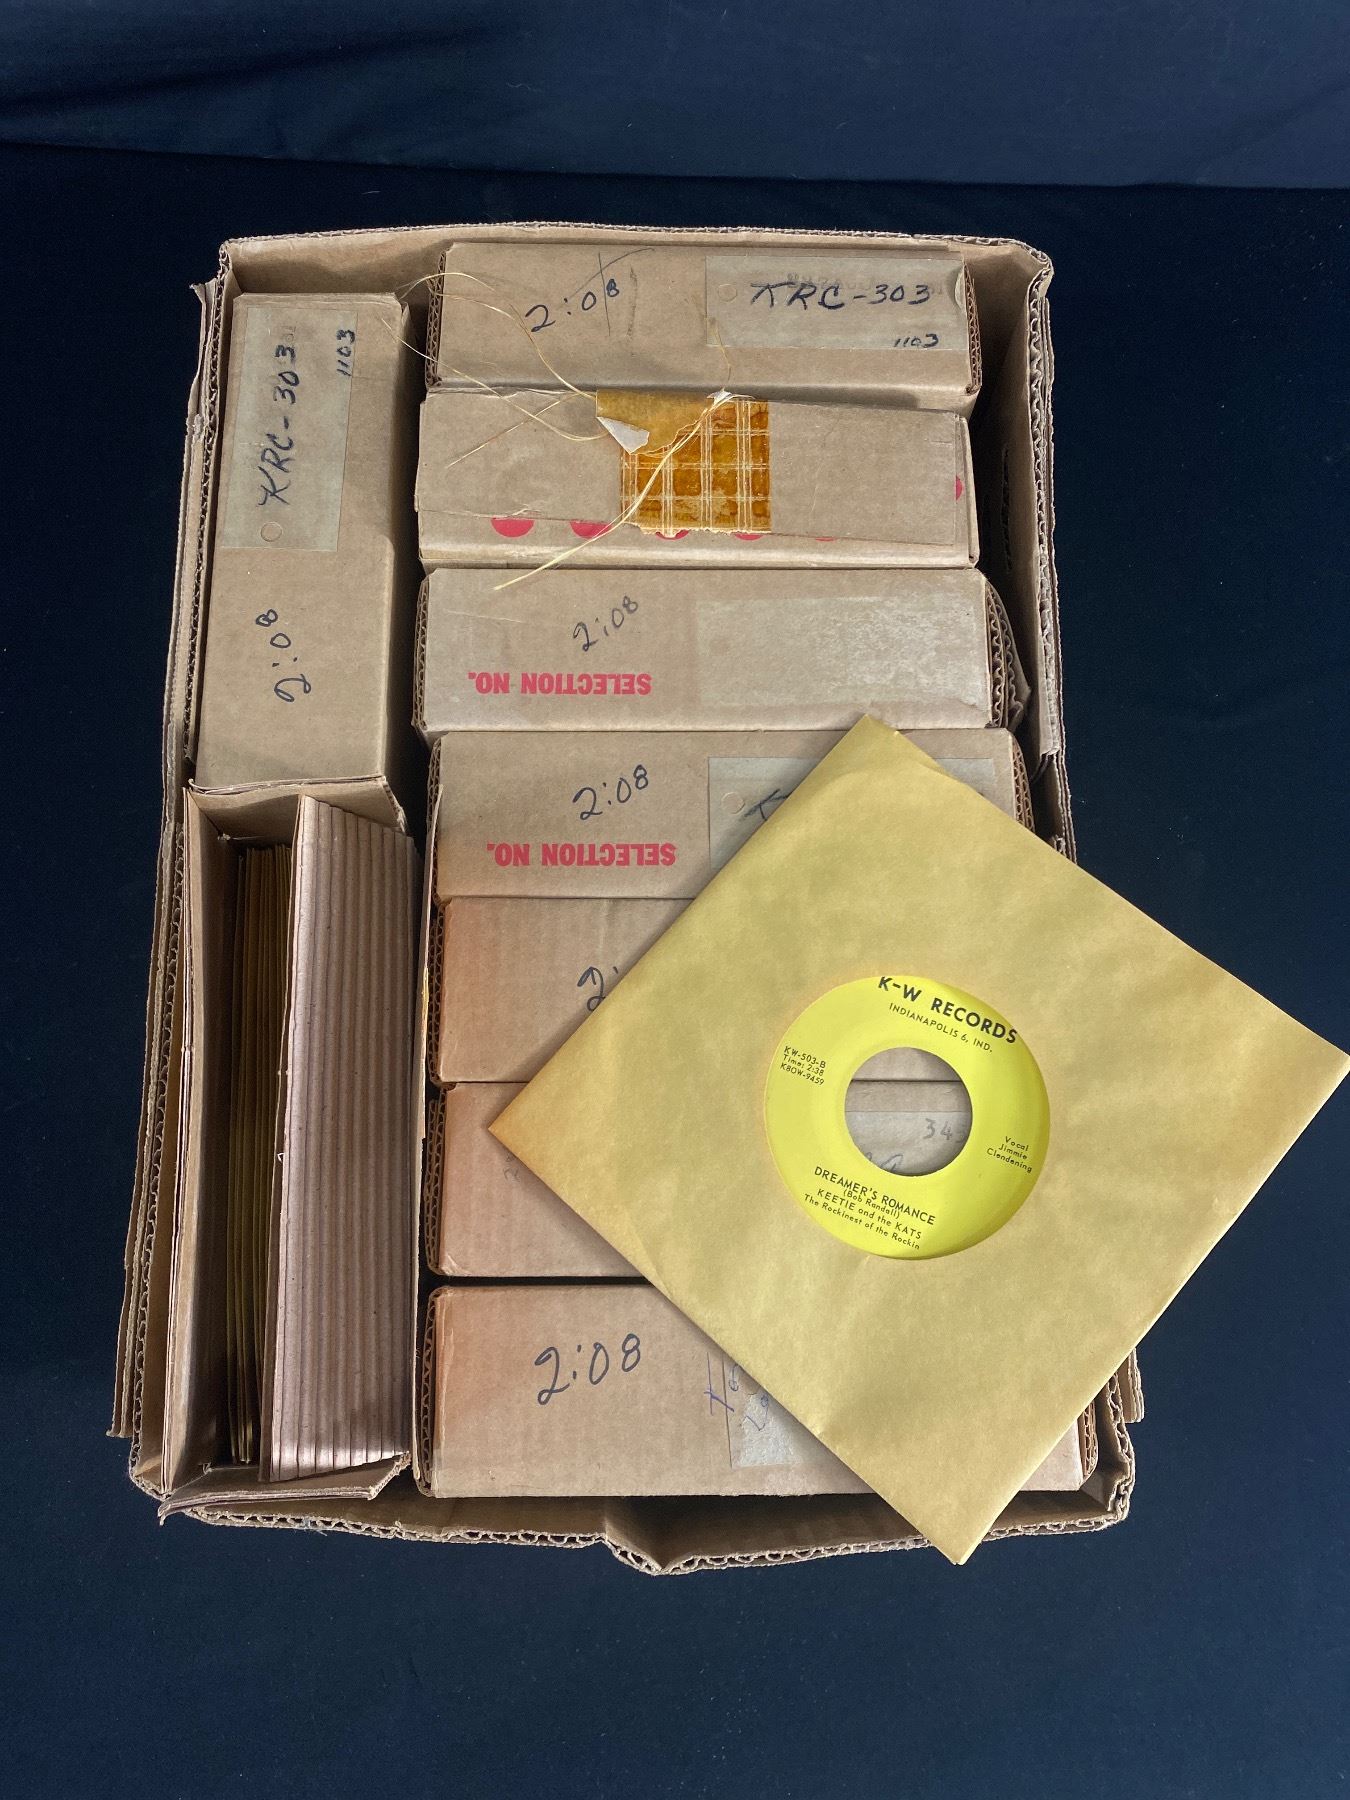 2:08
KRC-303
1103
KRC-303
1103
2:08
2:08
SELECTION NO.
2:08
SELECTION NO.
K
2:
K-W RECORDS
INDIANAPOLIS 6, IND.
KW-503-B
Time: 2:38
K8OW-9459
Vocal
Jimmie
Clendening
34
DREAMER'S ROMANCE
(Bob Randall)
KEETIE and the KATS
The Rockinest of the Rockin
2:08